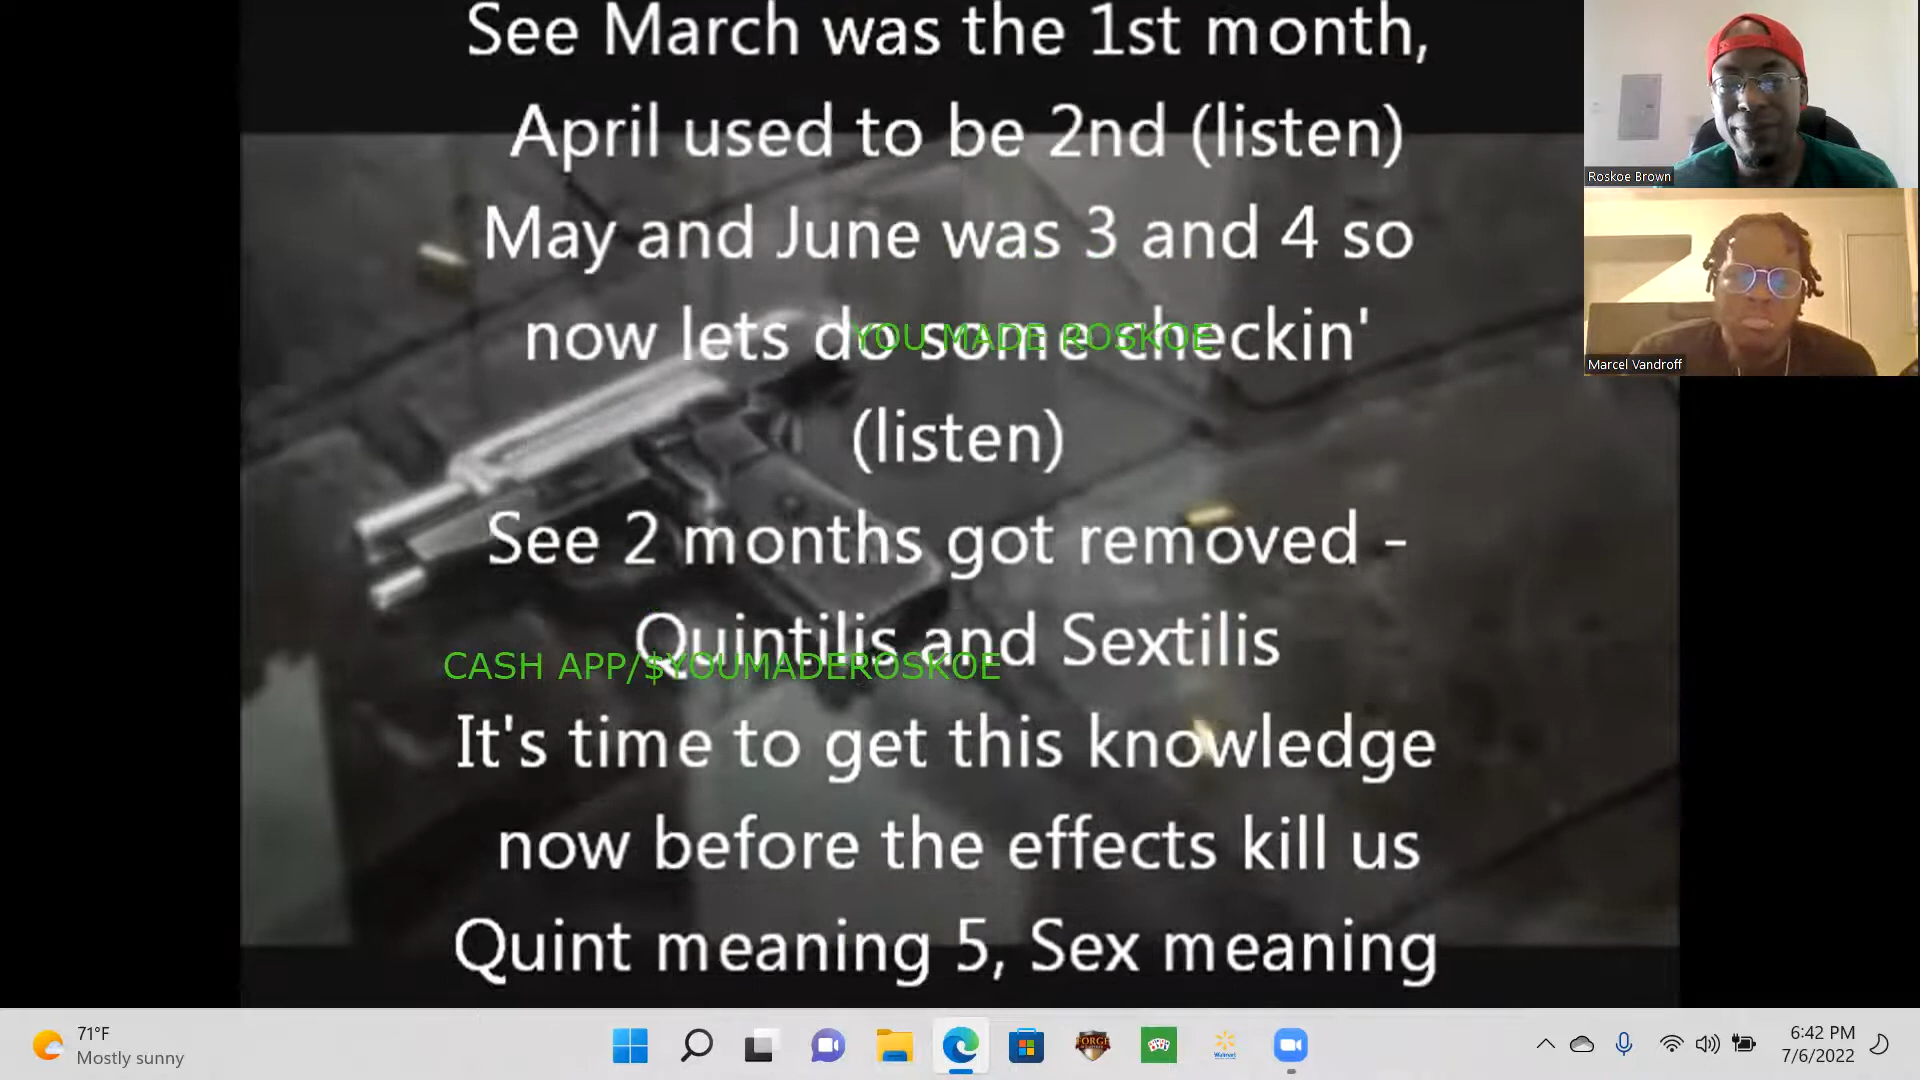 See March was the 1st month,
April used to be 2nd (listen)
May and June was 3 and 4 so
now lets do some checkin'
(listen)
See 2 months got removed -
Quintilis and Sextilis
It's time to get this knowledge
now before the effects kill us
Quint meaning 5, Sex meaning
YOU MADE ROSKOE
CASH APP/$YOUMADEROSKOE
Roskoe Brown
Marcel Vandroff
71°F
Mostly sunny
FORGE
Walmart
6:42 PM
7/6/2022